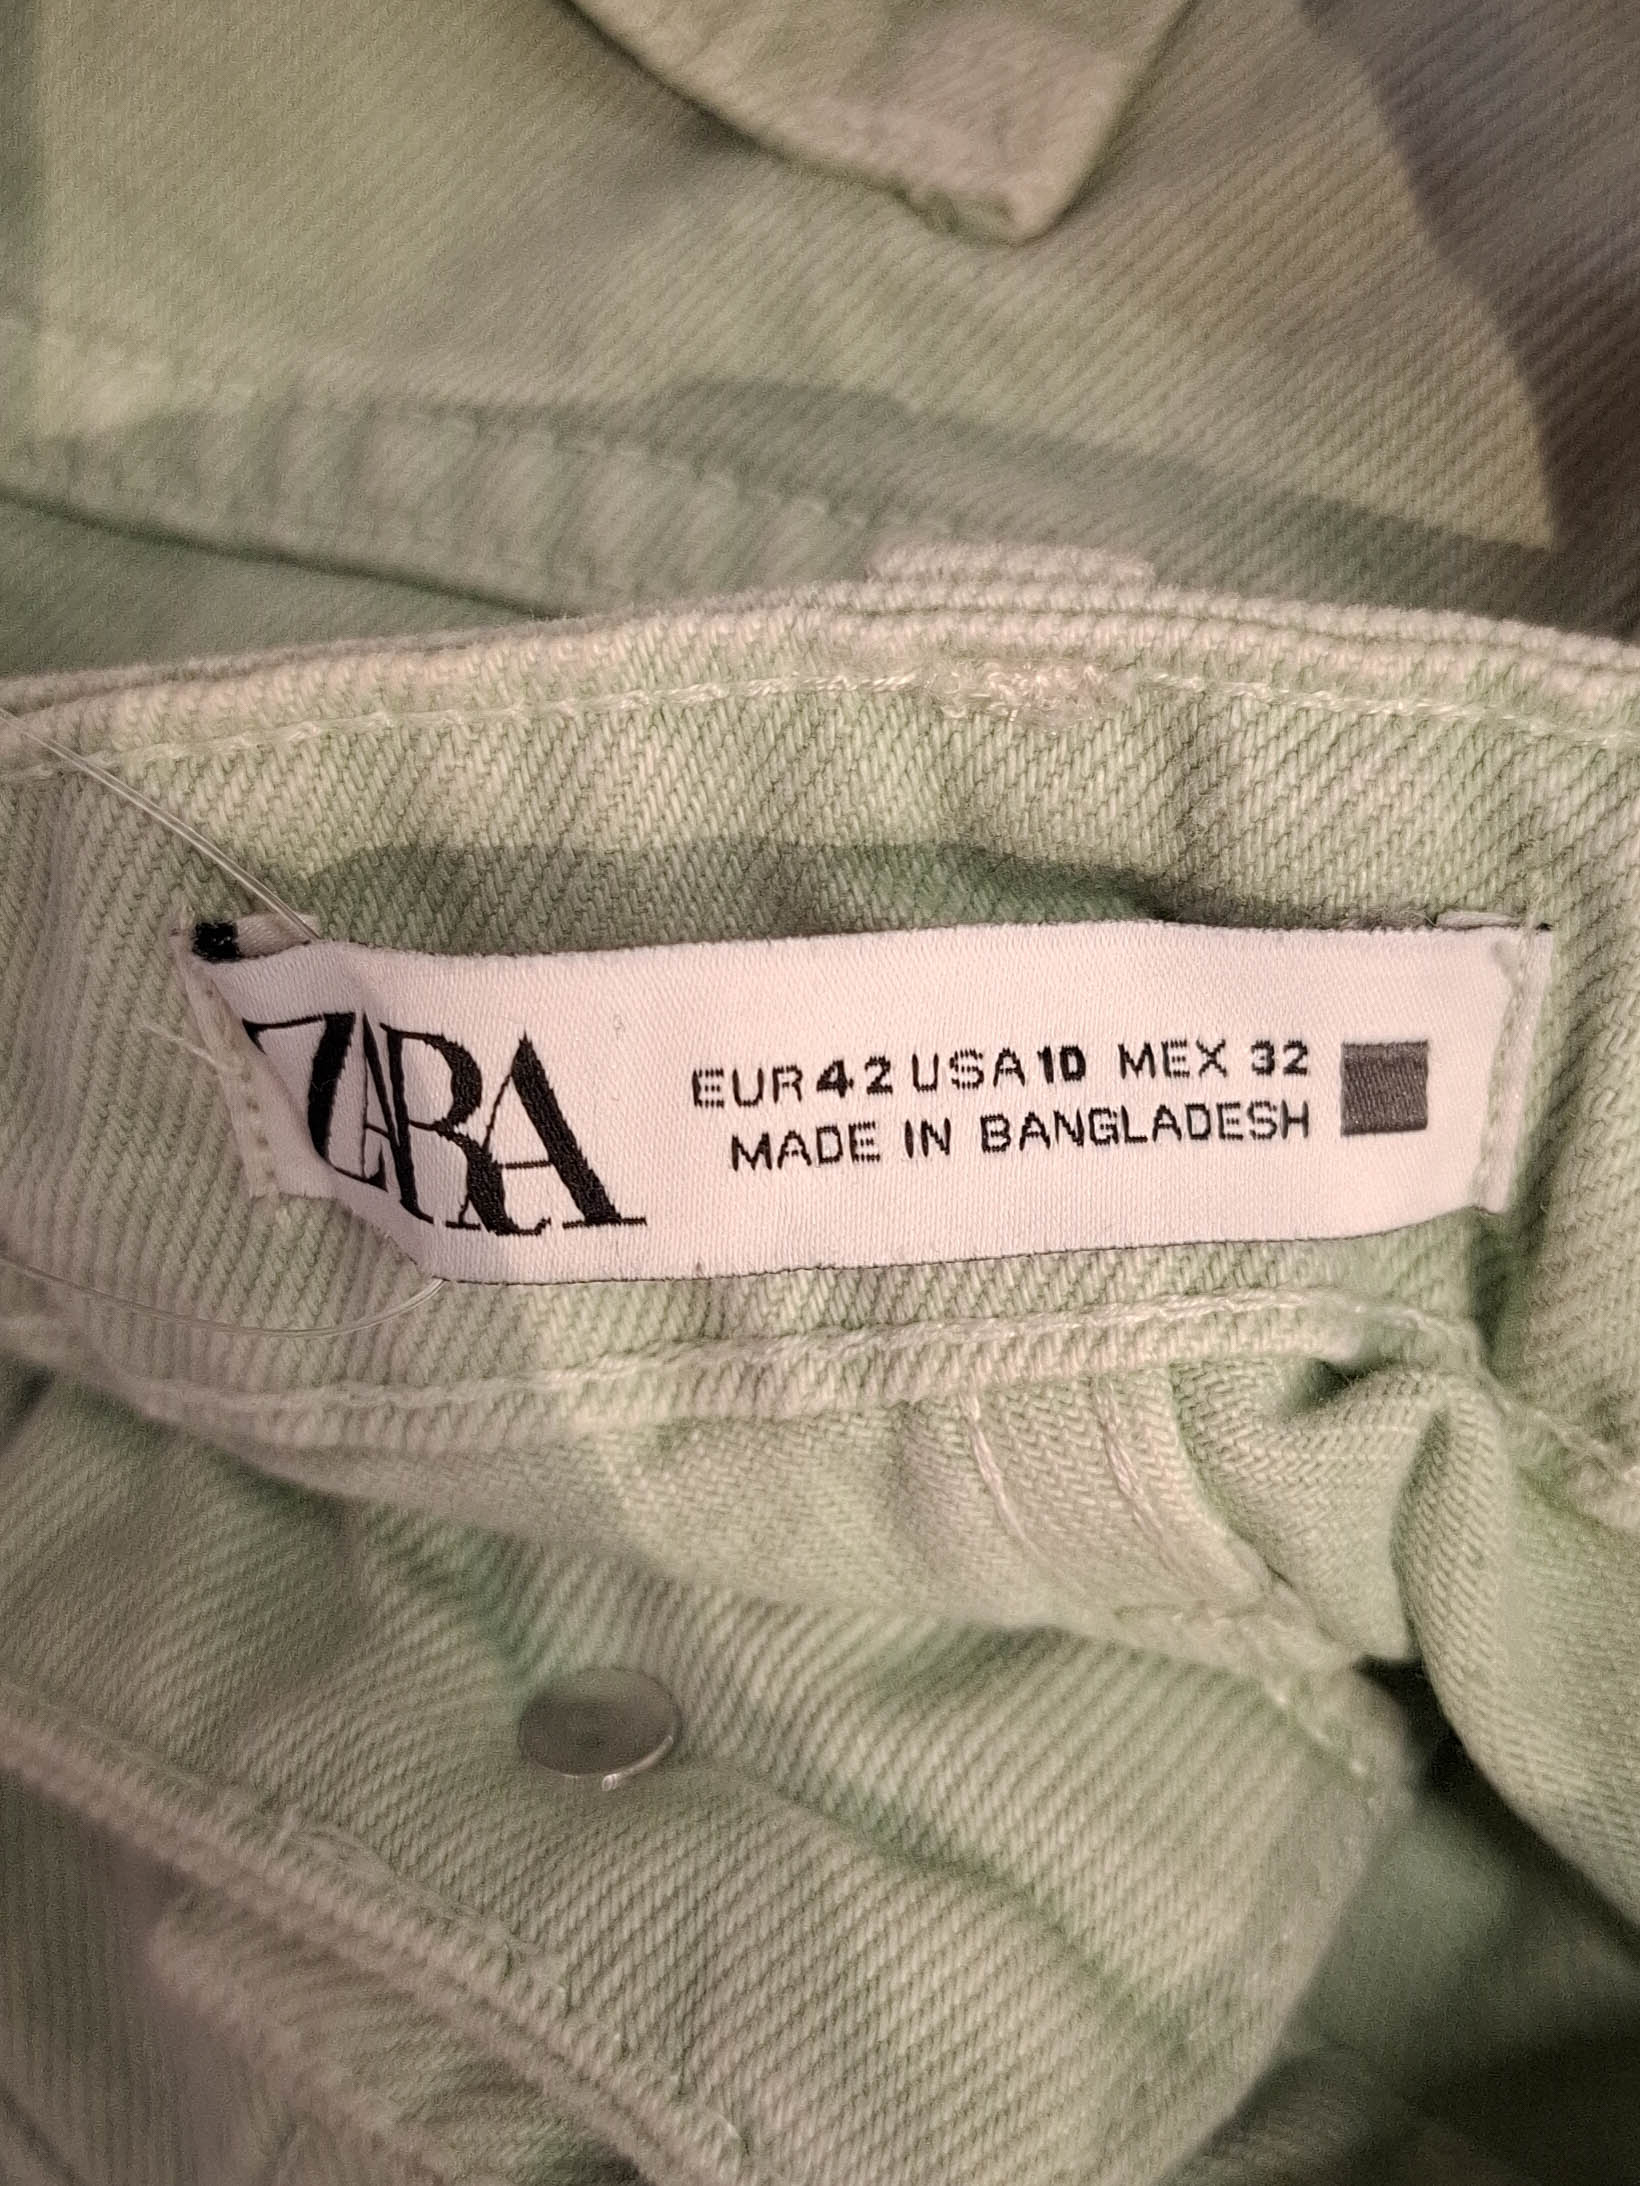 ZARA
EUR 42 USA 10 MEX 32
MADE IN BANGLADESH